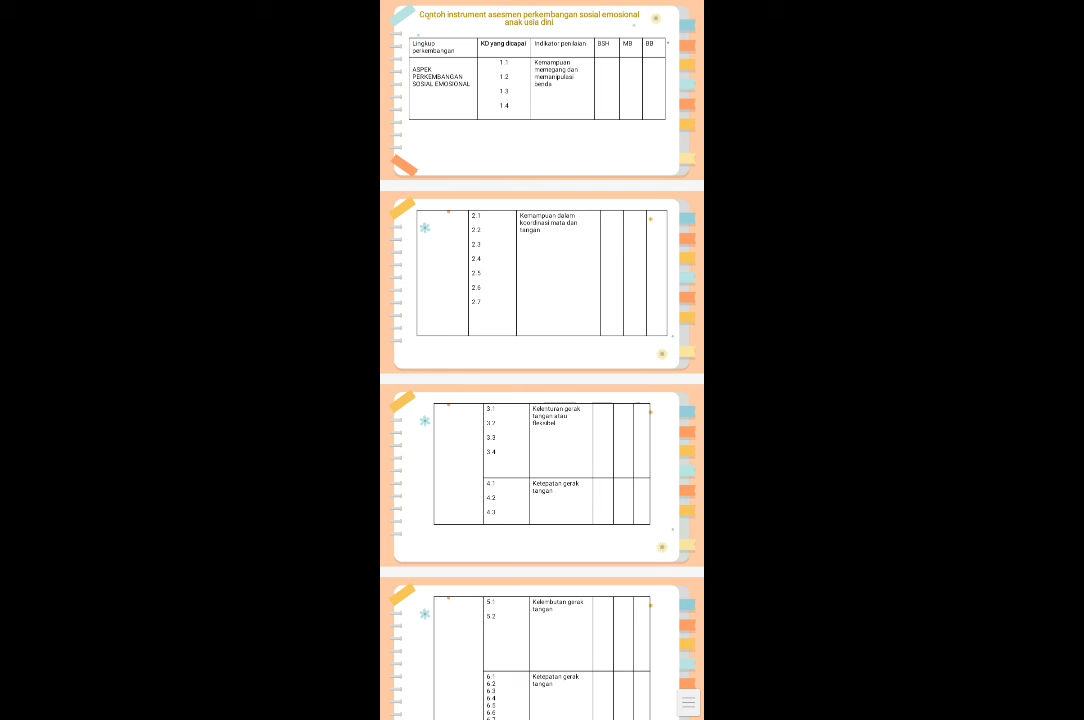 Contoh instrument asesmen perkembangan sosial emosional
anak usia dini
Lingkup
perkembangan
KD yang dicapai
Indikator penilaian
BSH
MB
BB
ASPEK
PERKEMBANGAN
SOSIAL EMOSIONAL
1.1
1.2
1.3
1.4
Kemampuan
memegang dan
memanipulasi
benda
2.1
2.2
2.3
2.4
2.5
2.6
2.7
Kemampuan dalam
koordinasi mata dan
tangan
3.1
3.2
3.3
3.4
Kelenturan gerak
tangan atau
fleksibel
4.1
4.2
4.3
Ketepatan gerak
tangan
5.1
5.2
Kelembutan gerak
tangan
6.1
6.2
6.3
6.4
6.5
6.6
6.7
Ketepatan gerak
tangan